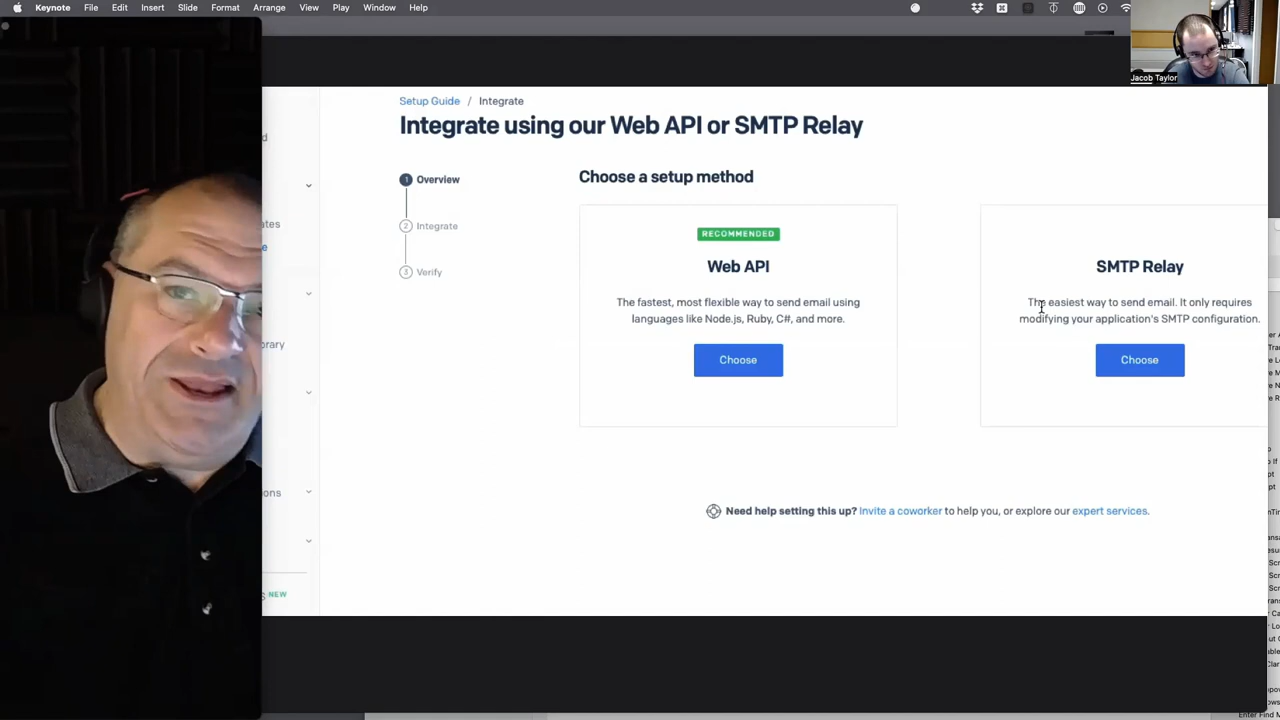 Keynote File Edit Insert Slide Format Arrange View Play Window Help
Jacob Taylor
Setup Guide / Integrate
Integrate using our Web API or SMTP Relay
1 Overview
2 Integrate
3 Verify
Choose a setup method
RECOMMENDED
Web API
The fastest, most flexible way to send email using
languages like Node.js, Ruby, C#, and more.
Choose
SMTP Relay
The easiest way to send email. It only requires
modifying your application's SMTP configuration.
Choose
Need help setting this up? Invite a coworker to help you, or explore our expert services.
NEW